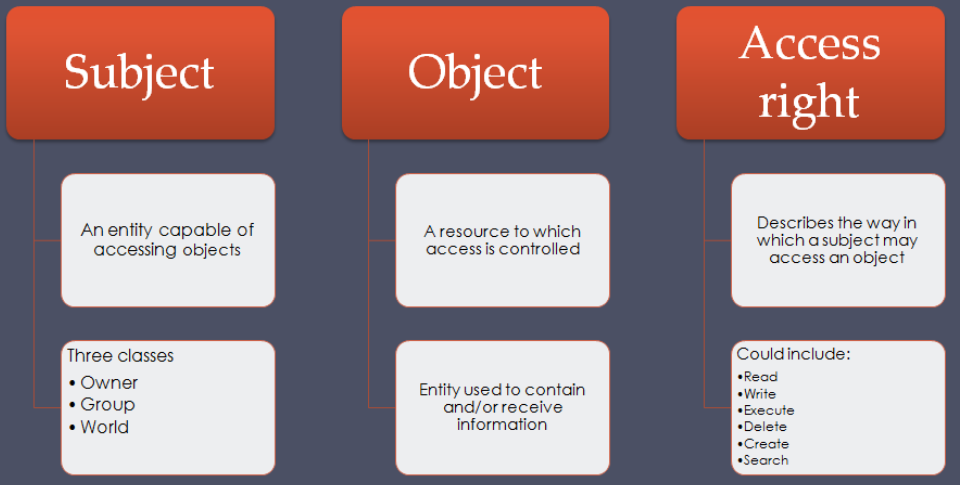 Subject
An entity capable of
accessing objects
Three classes
• Owner
• Group
• World
Object
A resource to which
access is controlled
Entity used to contain
and/or receive
information
Access
right
Describes the way in
which a subject may
access an object
Could include:
•Read
•Write
•Execute
•Delete
•Create
•Search